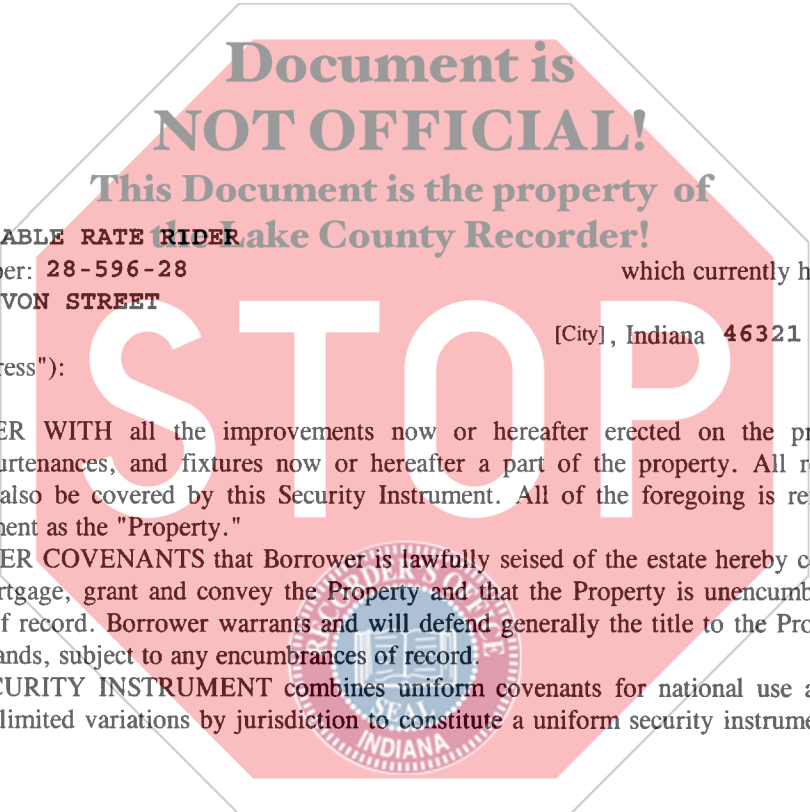 Document is
NOT OFFICIAL!
This Document is the property of
the Lake County Recorder!
ABLE RATE RIDER
ber: 28-596-28 which currently h
VON STREET
[City], Indiana 46321
ress"):
STOP
ER WITH all the improvements now or hereafter erected on the pr
urtenances, and fixtures now or hereafter a part of the property. All r
also be covered by this Security Instrument. All of the foregoing is re
ent as the "Property."
ER COVENANTS that Borrower is lawfully seised of the estate hereby c
rtgage, grant and convey the Property and that the Property is unencumb
f record. Borrower warrants and will defend generally the title to the Pro
ands, subject to any encumbrances of record.
CURITY INSTRUMENT combines uniform covenants for national use a
limited variations by jurisdiction to constitute a uniform security instrume
RECORDER'S OFFICE
SEAL
INDIANA